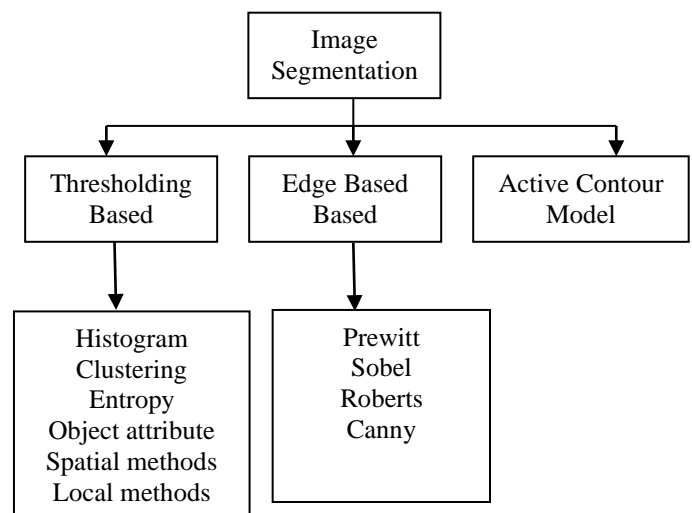 Image
Segmentation
Thresholding
Based
Edge Based
Based
Active Contour
Model
Histogram
Clustering
Entropy
Object attribute
Spatial methods
Local methods
Prewitt
Sobel
Roberts
Canny